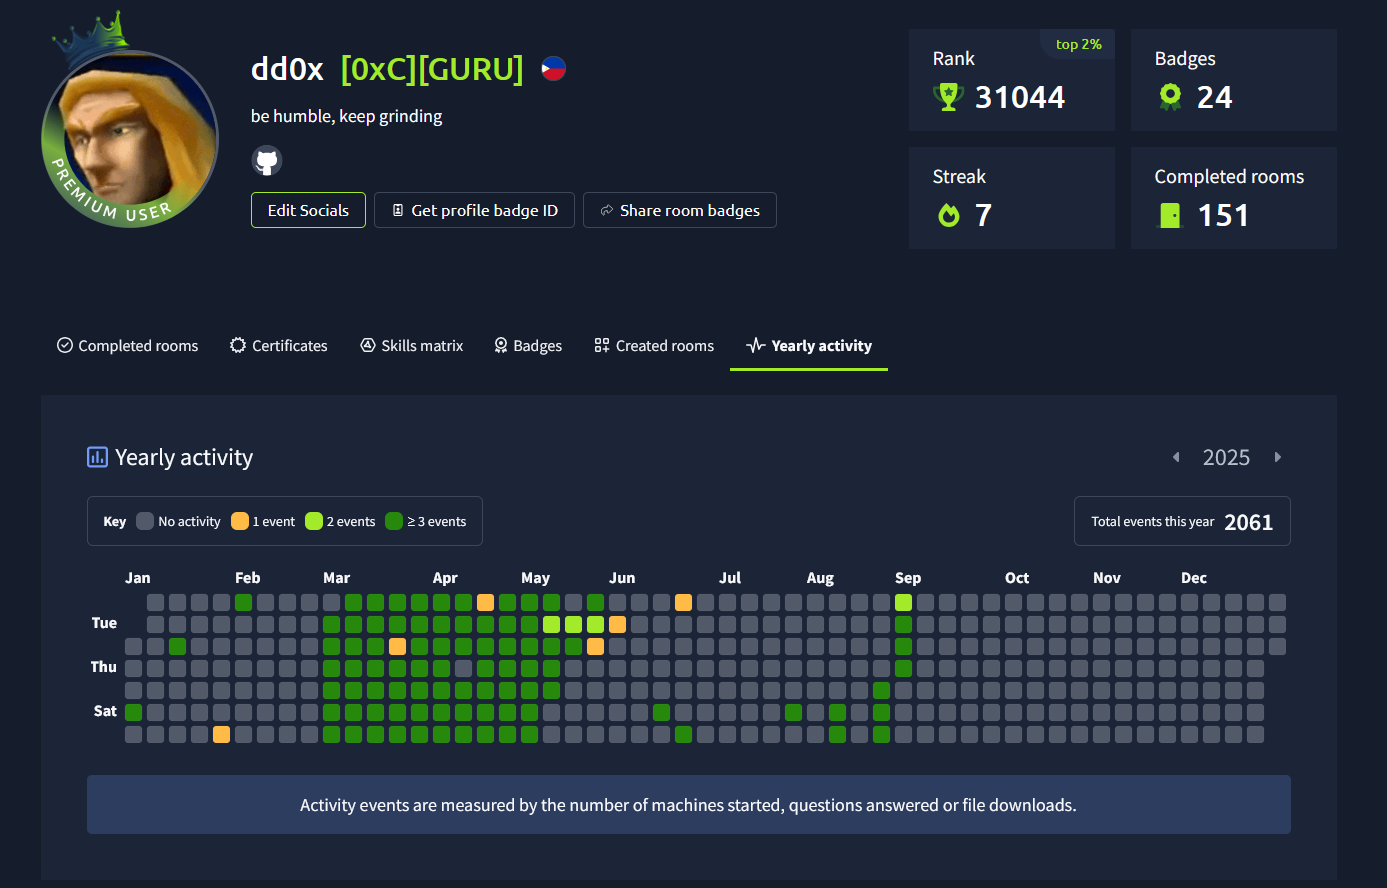 dd0x [0xC][GURU]
be humble, keep grinding
PREMIUM USER
Edit Socials
Get profile badge ID
Share room badges
Rank
top 2%
31044
Badges
24
Streak
7
Completed rooms
151
Completed rooms
Certificates
Skills matrix
Badges
Created rooms
Yearly activity
Yearly activity
2025
Key No activity 1 event 2 events ≥ 3 events
Total events this year 2061
Jan Feb Mar Apr May Jun Jul Aug Sep Oct Nov Dec
Tue
Thu
Sat
Activity events are measured by the number of machines started, questions answered or file downloads.